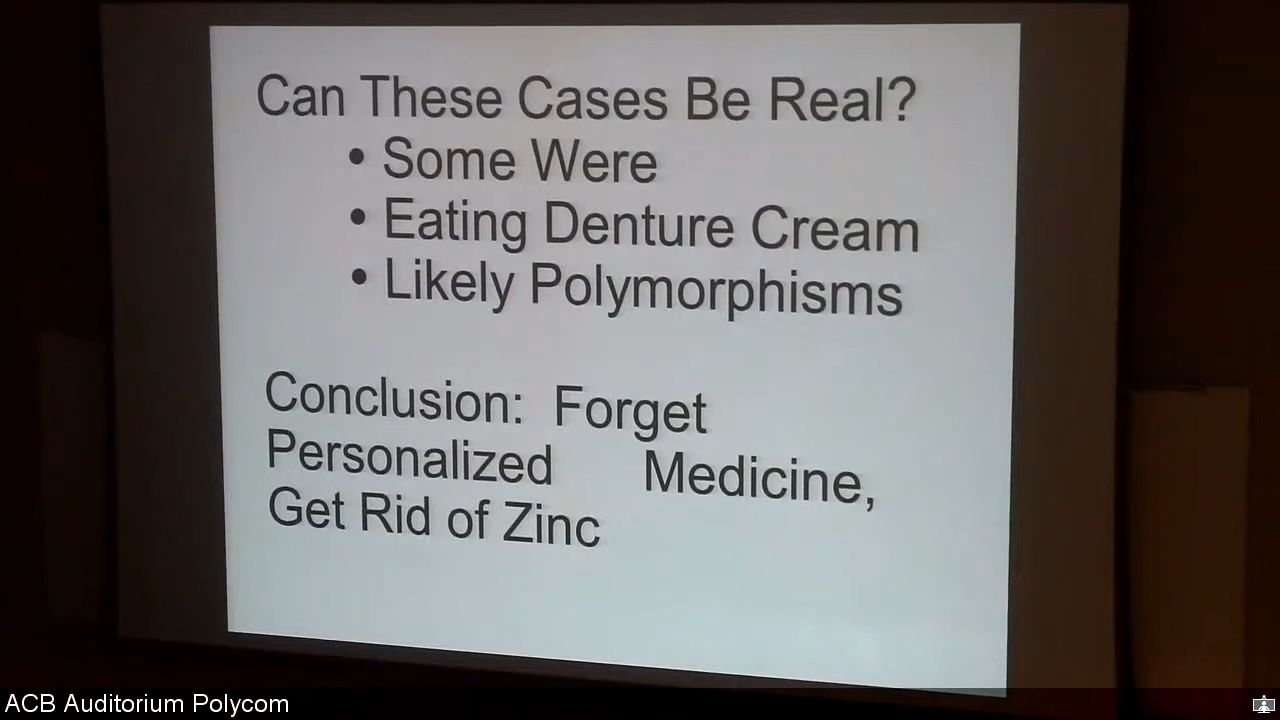 Can These Cases Be Real?
• Some Were
• Eating Denture Cream
• Likely Polymorphisms
Conclusion: Forget
Personalized Medicine,
Get Rid of Zinc
ACB Auditorium Polycom